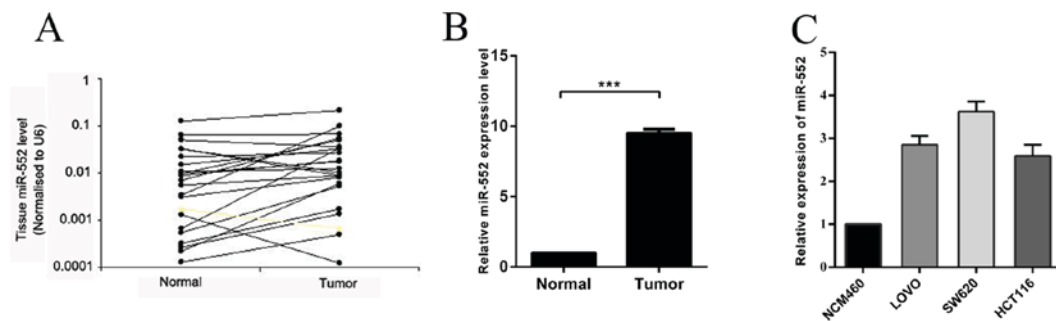 A
Tissue miR-552 level
(Normalised to U6)
1
0.1
0.01
0.001
0.0001
Normal
Tumor
B
Relative miR-552 expression level
15
10
5
0
***
Normal
Tumor
C
Relative expression of miR-552
5
4
3
2
1
0
NCM460
LOVO
SW620
HCT116